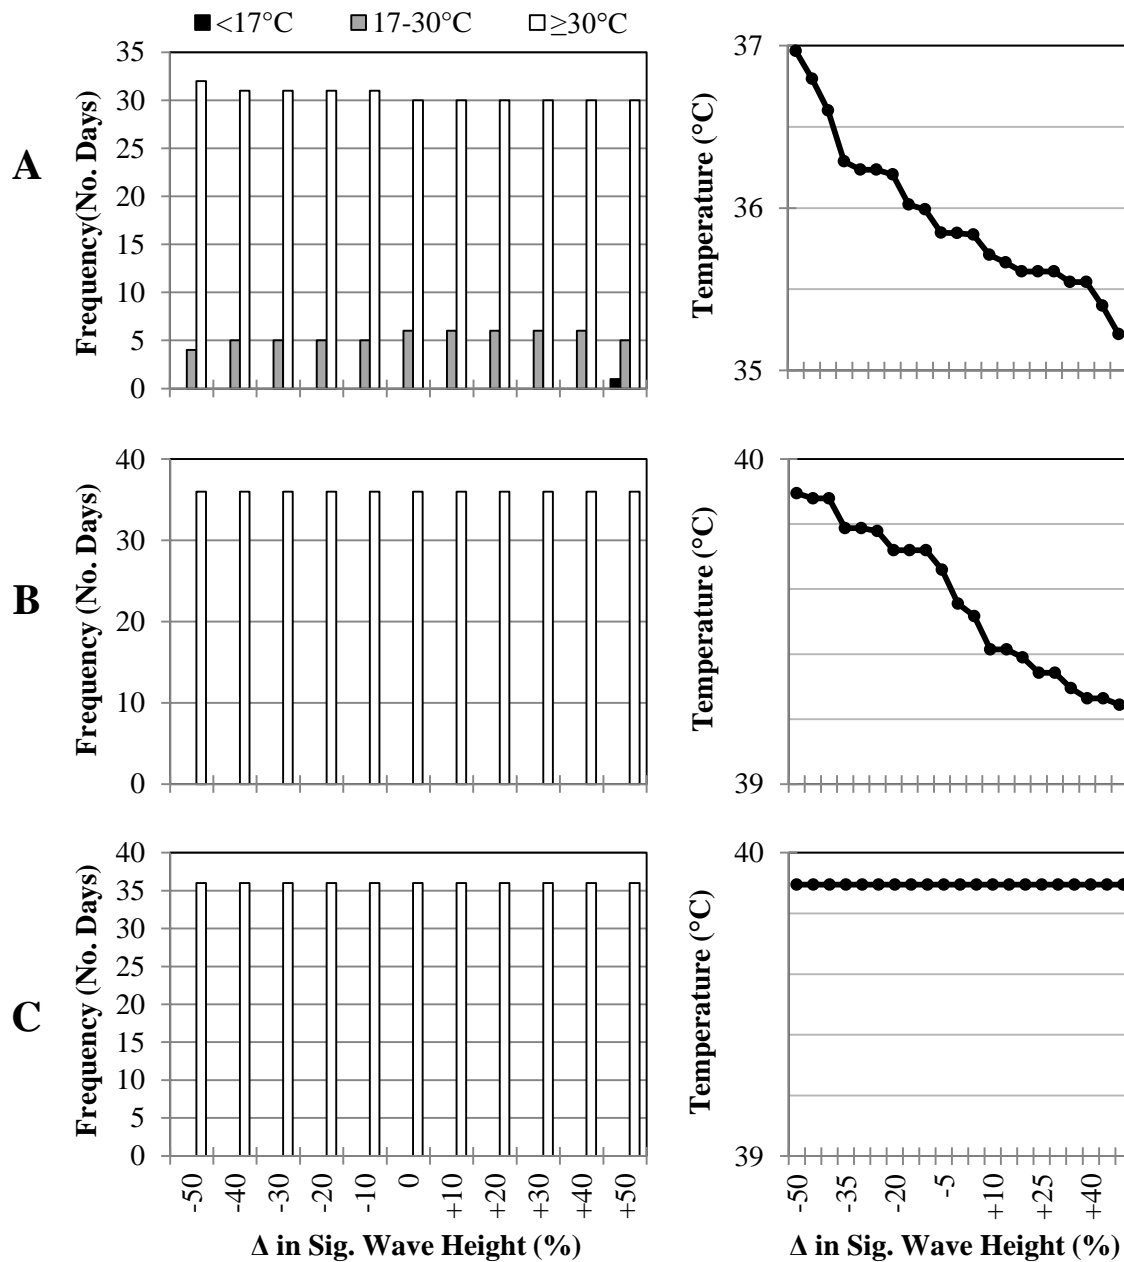 <17°C 17-30°C ≥30°C
A
Frequency(No. Days)
35
30
25
20
15
10
5
0
Temperature (°C)
37
36
35
B
Frequency (No. Days)
40
30
20
10
0
Temperature (°C)
40
39
C
Frequency (No. Days)
40
35
30
25
20
15
10
5
0
-50 -40 -30 -20 -10 0 +10 +20 +30 +40 +50
Δ in Sig. Wave Height (%)
Temperature (°C)
40
39
-50 -35 -20 -5 +10 +25 +40
Δ in Sig. Wave Height (%)